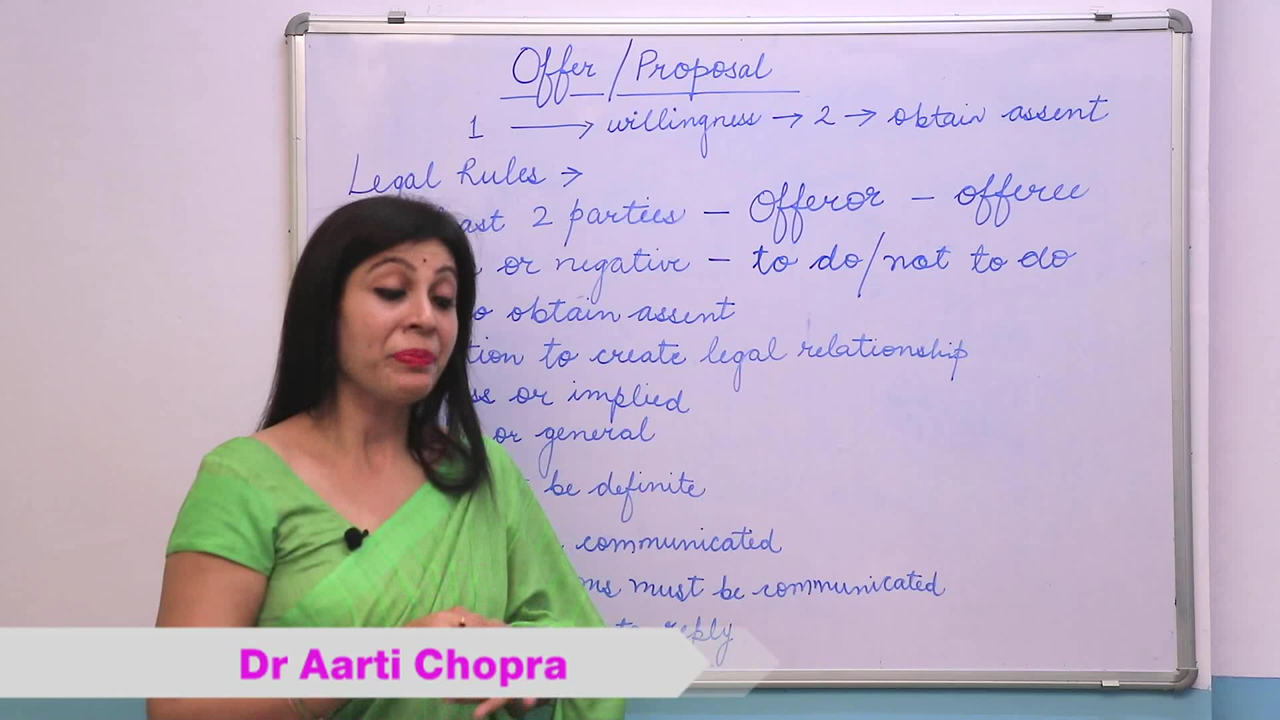 Offer / Proposal
1 → willingness → 2 → obtain assent
Legal Rules →
2 parties - Offeror - offeree
or negative - to do / not to do
obtain assent
to create legal relationship
or implied
or general
be definite
communicated
must be communicated
to reply
Dr Aarti Chopra